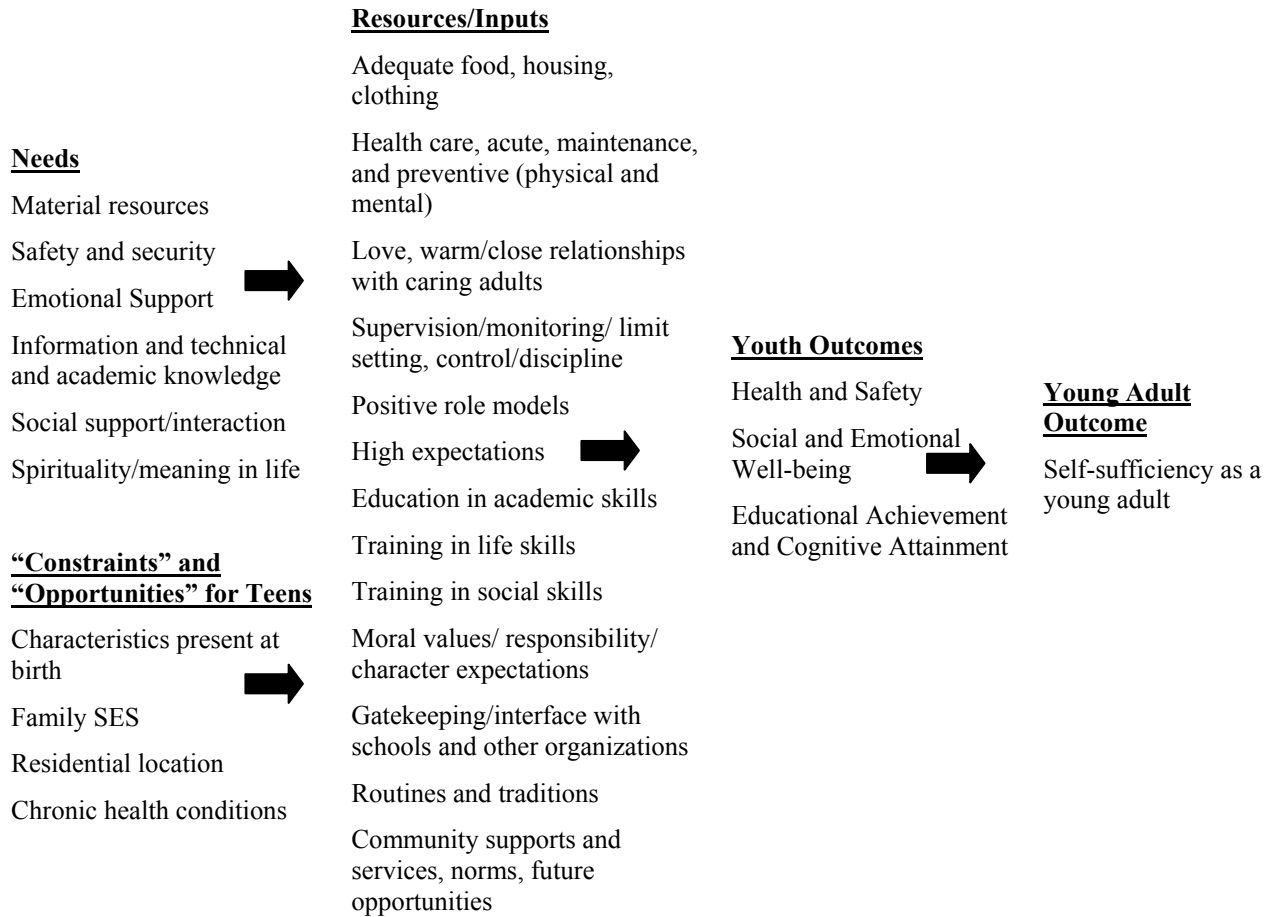 Needs
Material resources
Safety and security
Emotional Support
Information and technical
and academic knowledge
Social support/interaction
Spirituality/meaning in life
“Constraints” and
“Opportunities” for Teens
Characteristics present at
birth
Family SES
Residential location
Chronic health conditions
Resources/Inputs
Adequate food, housing,
clothing
Health care, acute, maintenance,
and preventive (physical and
mental)
Love, warm/close relationships
with caring adults
Supervision/monitoring/ limit
setting, control/discipline
Positive role models
High expectations
Education in academic skills
Training in life skills
Training in social skills
Moral values/ responsibility/
character expectations
Gatekeeping/interface with
schools and other organizations
Routines and traditions
Community supports and
services, norms, future
opportunities
Youth Outcomes
Health and Safety
Social and Emotional
Well-being
Educational Achievement
and Cognitive Attainment
Young Adult
Outcome
Self-sufficiency as a
young adult